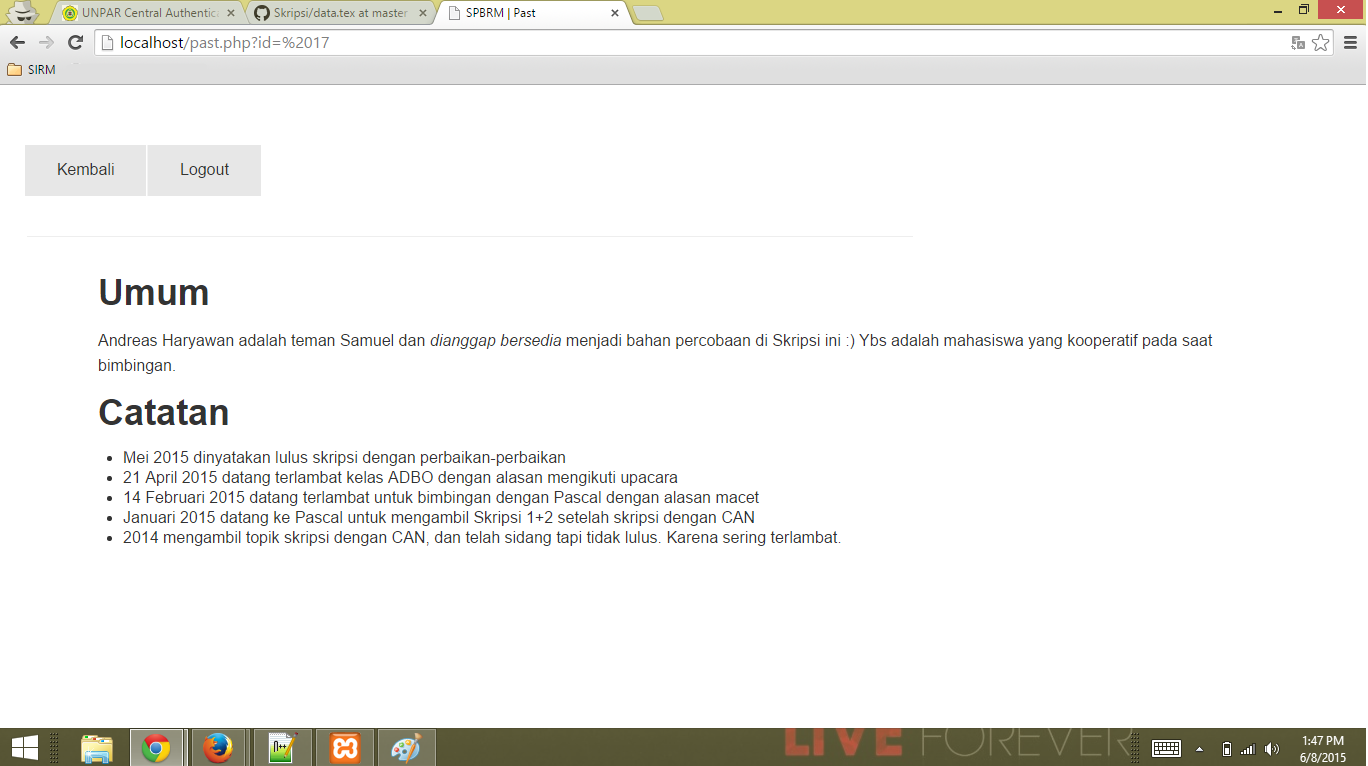 UNPAR Central Authentica
Skripsi/data.tex at master
SPBRM | Past
localhost/past.php?id=%2017
SIRM
Kembali
Logout
Umum
Andreas Haryawan adalah teman Samuel dan dianggap bersedia menjadi bahan percobaan di Skripsi ini :) Ybs adalah mahasiswa yang kooperatif pada saat
bimbingan.
Catatan
• Mei 2015 dinyatakan lulus skripsi dengan perbaikan-perbaikan
• 21 April 2015 datang terlambat kelas ADBO dengan alasan mengikuti upacara
• 14 Februari 2015 datang terlambat untuk bimbingan dengan Pascal dengan alasan macet
• Januari 2015 datang ke Pascal untuk mengambil Skripsi 1+2 setelah skripsi dengan CAN
• 2014 mengambil topik skripsi dengan CAN, dan telah sidang tapi tidak lulus. Karena sering terlambat.
LIVE FOREVER
1:47 PM
6/8/2015